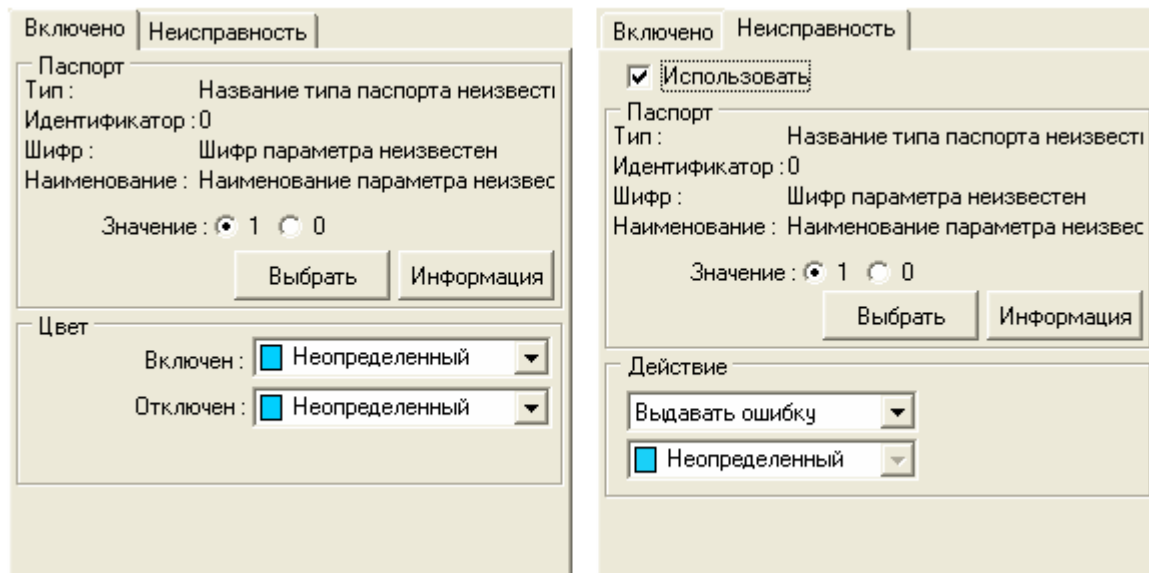 Включено Неисправность
Паспорт
Тип : Название типа паспорта неизвестн
Идентификатор : 0
Шифр : Шифр параметра неизвестен
Наименование : Наименование параметра неизвес
Значение : 1 0
Выбрать Информация
Цвет
Включен : Неопределенный
Отключен : Неопределенный
Включено Неисправность
Использовать
Паспорт
Тип : Название типа паспорта неизвестн
Идентификатор : 0
Шифр : Шифр параметра неизвестен
Наименование : Наименование параметра неизвес
Значение : 1 0
Выбрать Информация
Действие
Выдавать ошибку
Неопределенный